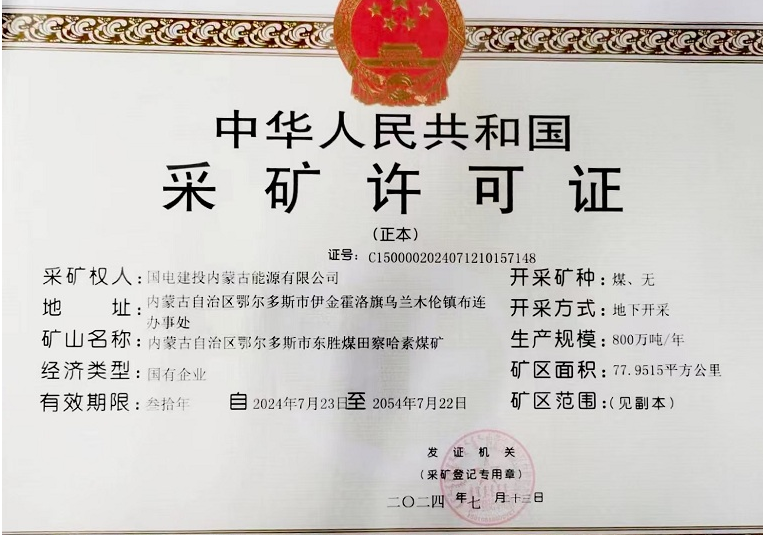 中华人民共和国
采矿许可证
(正本)
证号: C1500002024071210157148
采矿权人: 国电建投内蒙古能源有限公司
地 址: 内蒙古自治区鄂尔多斯市伊金霍洛旗乌兰木伦镇布连
办事处
矿山名称: 内蒙古自治区鄂尔多斯市东胜煤田察哈素煤矿
经济类型: 国有企业
有效期限: 叁拾年 自 2024年7月23日至 2054年7月22日
开采矿种: 煤、无
开采方式: 地下开采
生产规模: 800万吨/年
矿区面积: 77.9515平方公里
矿区范围: (见副本)
发 证 机 关
(采矿登记专用章)
二〇二四 年 七 月二十三日